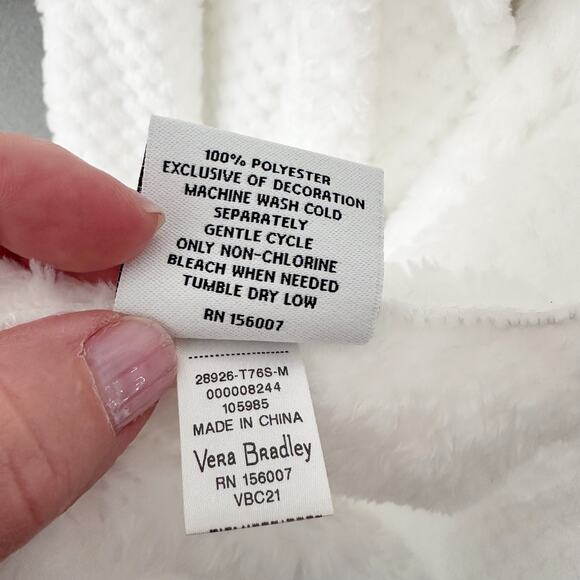 100% POLYESTER
EXCLUSIVE OF DECORATION
MACHINE WASH COLD
SEPARATELY
GENTLE CYCLE
ONLY NON-CHLORINE
BLEACH WHEN NEEDED
TUMBLE DRY LOW
RN 156007
28926-T76S-M
000008244
105985
MADE IN CHINA
Vera Bradley
RN 156007
VBC21